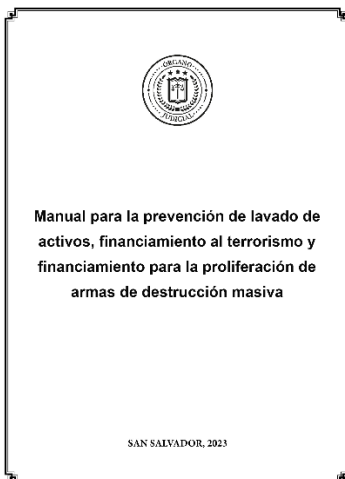 ÓRGANO
JUDICIAL
Manual para la prevención de lavado de
activos, financiamiento al terrorismo y
financiamiento para la proliferación de
armas de destrucción masiva
SAN SALVADOR, 2023